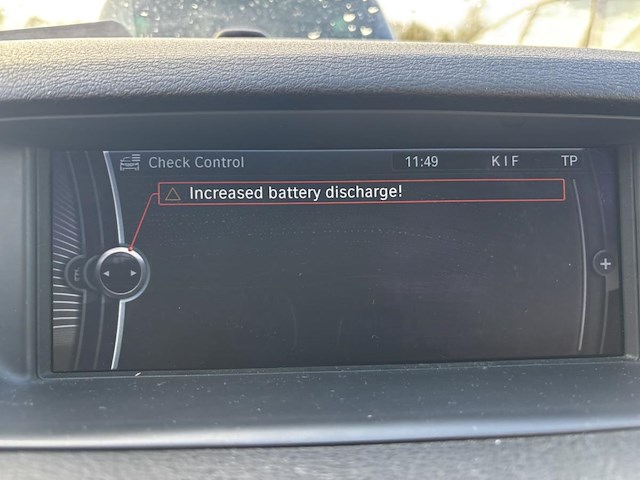 Check Control 11:49 K I F TP
Increased battery discharge!
+